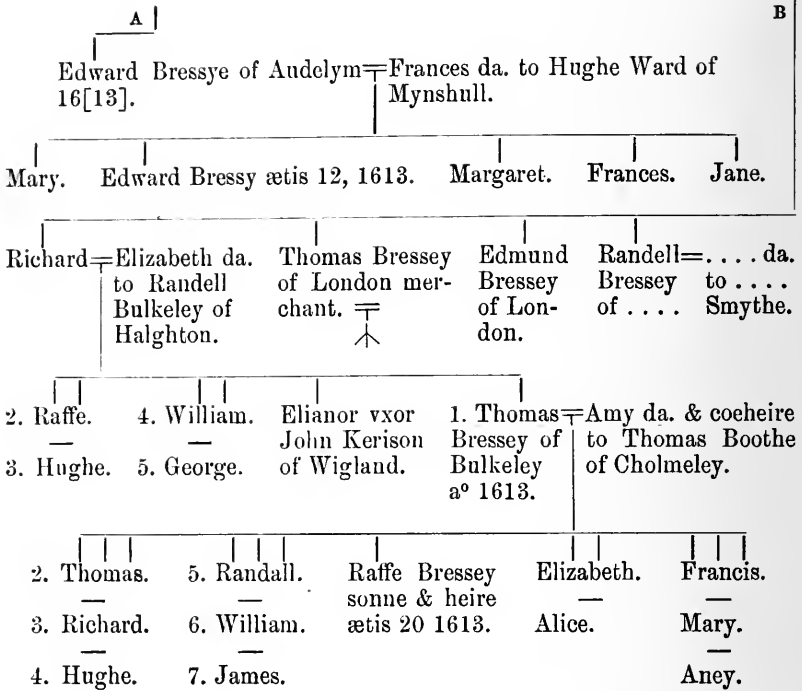 A
B
Edward Bressye of Audelym=Frances da. to Hughe Ward of
16[13].
Mynshull.
Mary. Edward Bressy ætis 12, 1613. Margaret. Frances. Jane.
Richard=Elizabeth da.
to Randell
Bulkeley of
Halghton.
Thomas Bressey
of London mer-
chant. =
Edmund
Bressey
of Lon-
don.
Randell=.... da.
Bressey to ....
of .... Smythe.
2. Raffe.
—
3. Hughe.
4. William.
—
5. George.
Elianor vxor
John Kerison
of Wigland.
1. Thomas=Amy da. & coeheire
Bressey of to Thomas Boothe
Bulkeley of Cholmeley.
aº 1613.
2. Thomas.
—
3. Richard.
—
4. Hughe.
5. Randall.
—
6. William.
—
7. James.
Raffe Bressey
sonne & heire
ætis 20 1613.
Elizabeth.
—
Alice.
Francis.
—
Mary.
—
Aney.